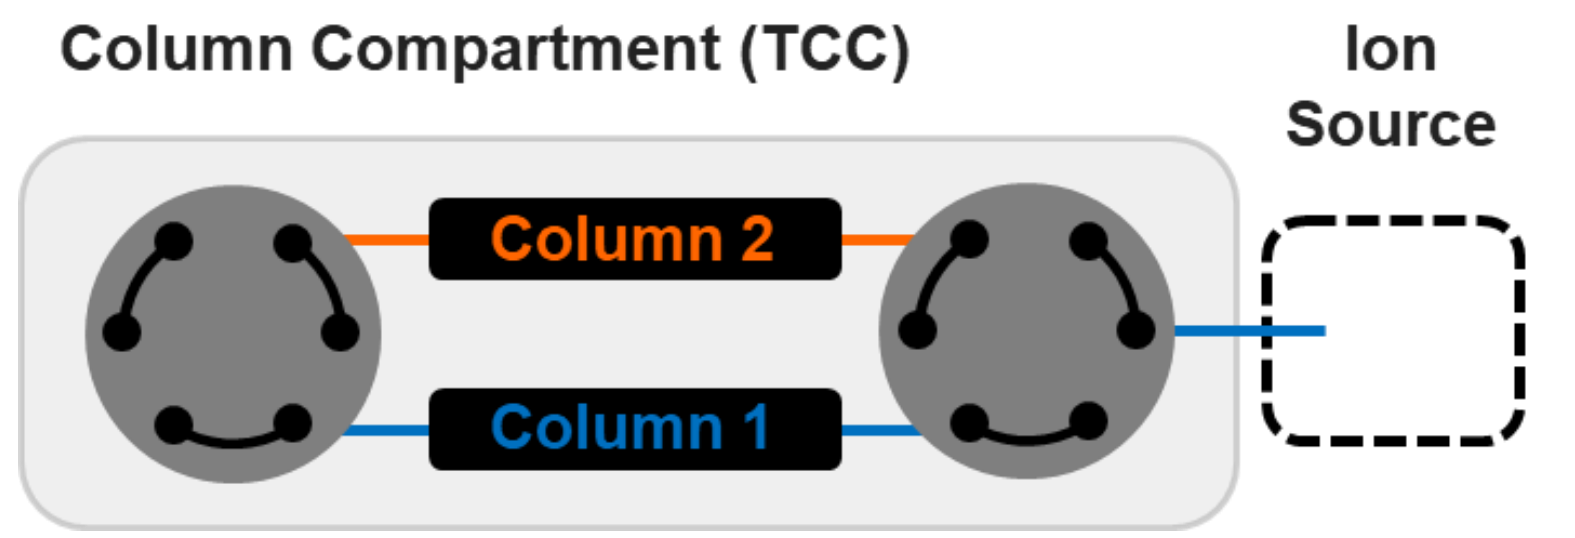 Column Compartment (TCC)
Ion
Source
Column 2
Column 1